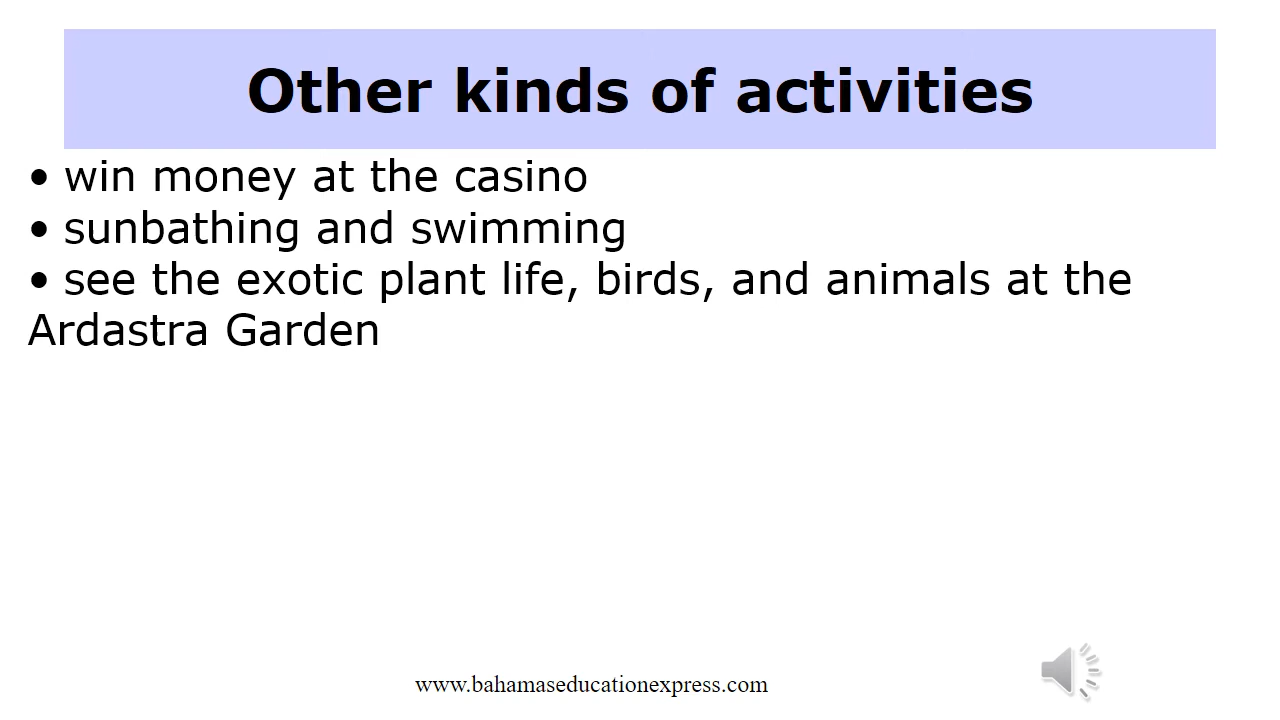 Other kinds of activities
• win money at the casino
• sunbathing and swimming
• see the exotic plant life, birds, and animals at the
Ardastra Garden
www.bahamaseducationexpress.com